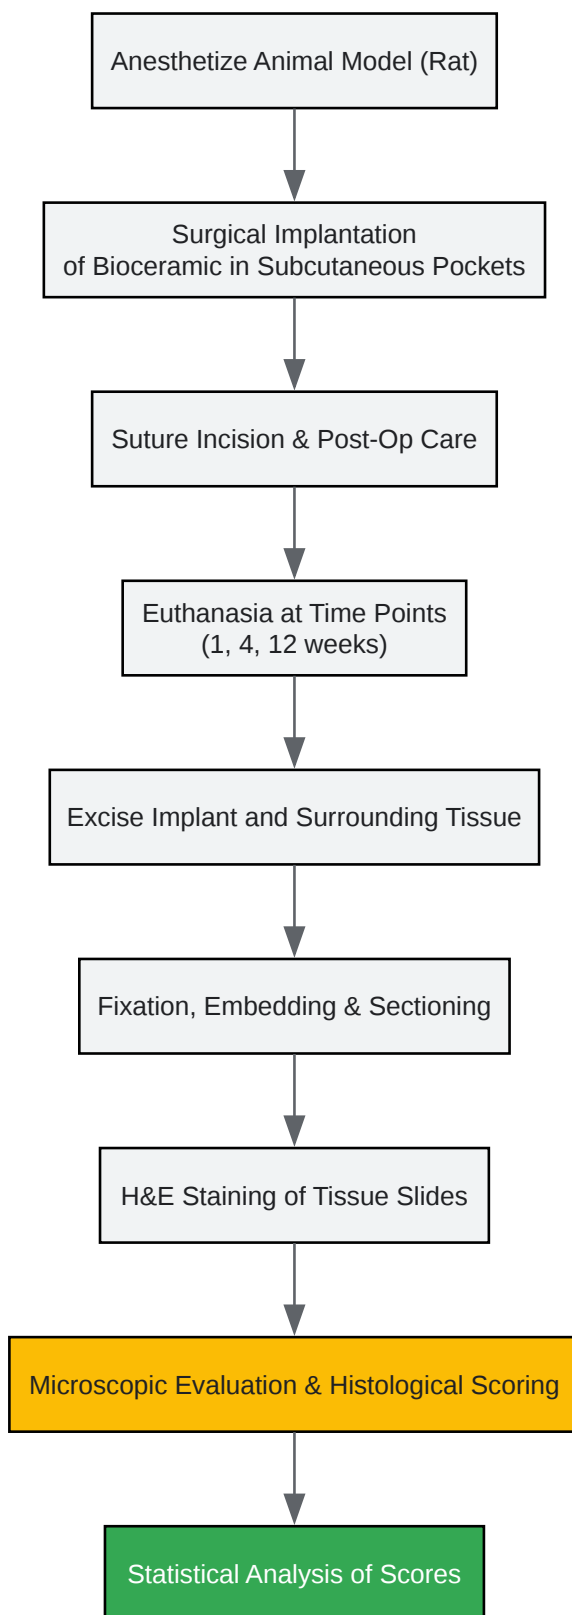 Anesthetize Animal Model (Rat)
Surgical Implantation
of Bioceramic in Subcutaneous Pockets
Suture Incision & Post-Op Care
Euthanasia at Time Points
(1, 4, 12 weeks)
Excise Implant and Surrounding Tissue
Fixation, Embedding & Sectioning
H&E Staining of Tissue Slides
Microscopic Evaluation & Histological Scoring
Statistical Analysis of Scores